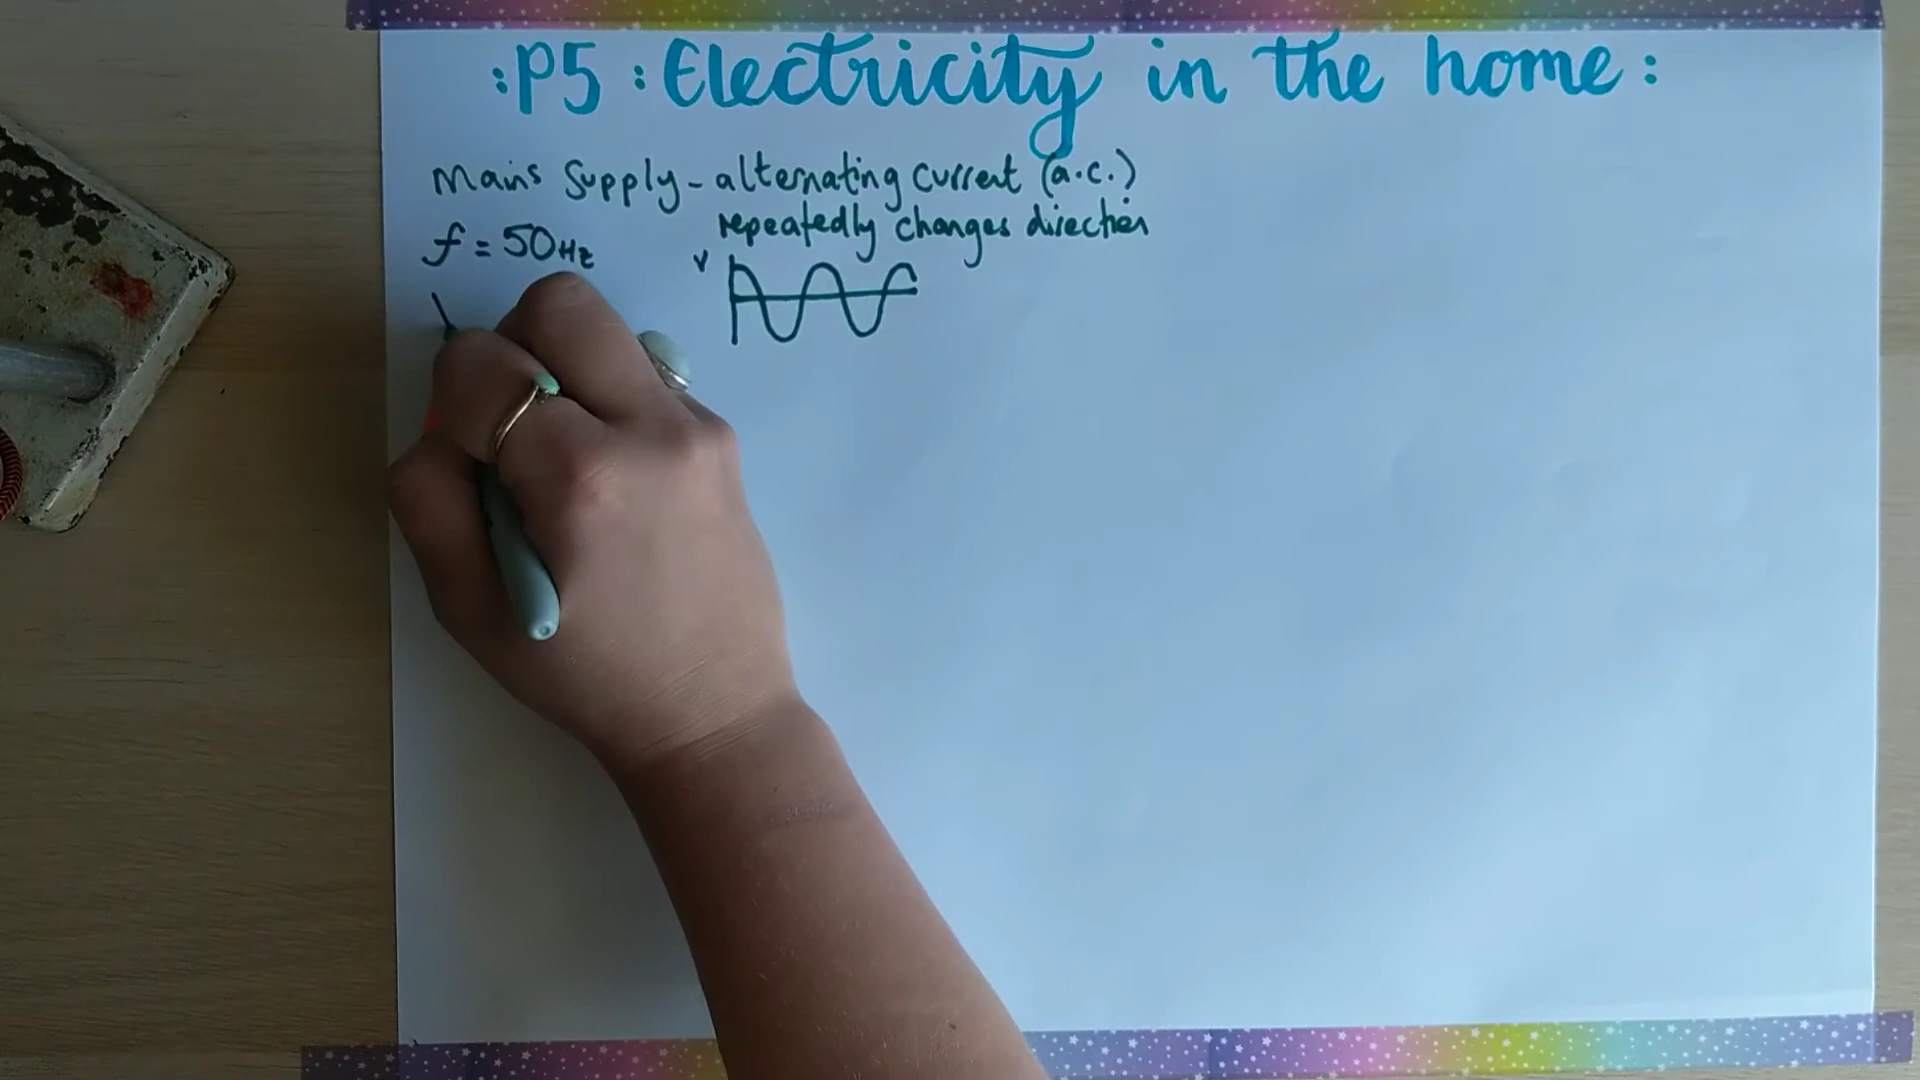 :P5: Electricity in the home:
Mains Supply - alternating current (a.c.)
repeatedly changes direction
f = 50Hz
V